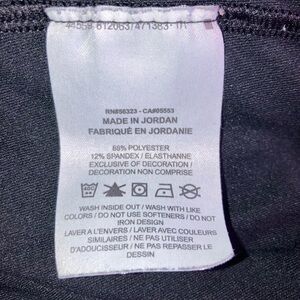 RN#56323 - CA#05553
MADE IN JORDAN
FABRIQUÉ EN JORDANIE
88% POLYESTER
12% SPANDEX / ÉLASTHANNE
EXCLUSIVE OF DECORATION /
DÉCORATION NON COMPRISE
WASH INSIDE OUT / WASH WITH LIKE
COLORS / DO NOT USE SOFTENERS / DO NOT
IRON DESIGN
LAVER A L'ENVERS / LAVER AVEC COULEURS
SIMILAIRES / NE PAS UTILISER
D'ADOUCISSEUR / NE PAS REPASSER LE
DESSIN